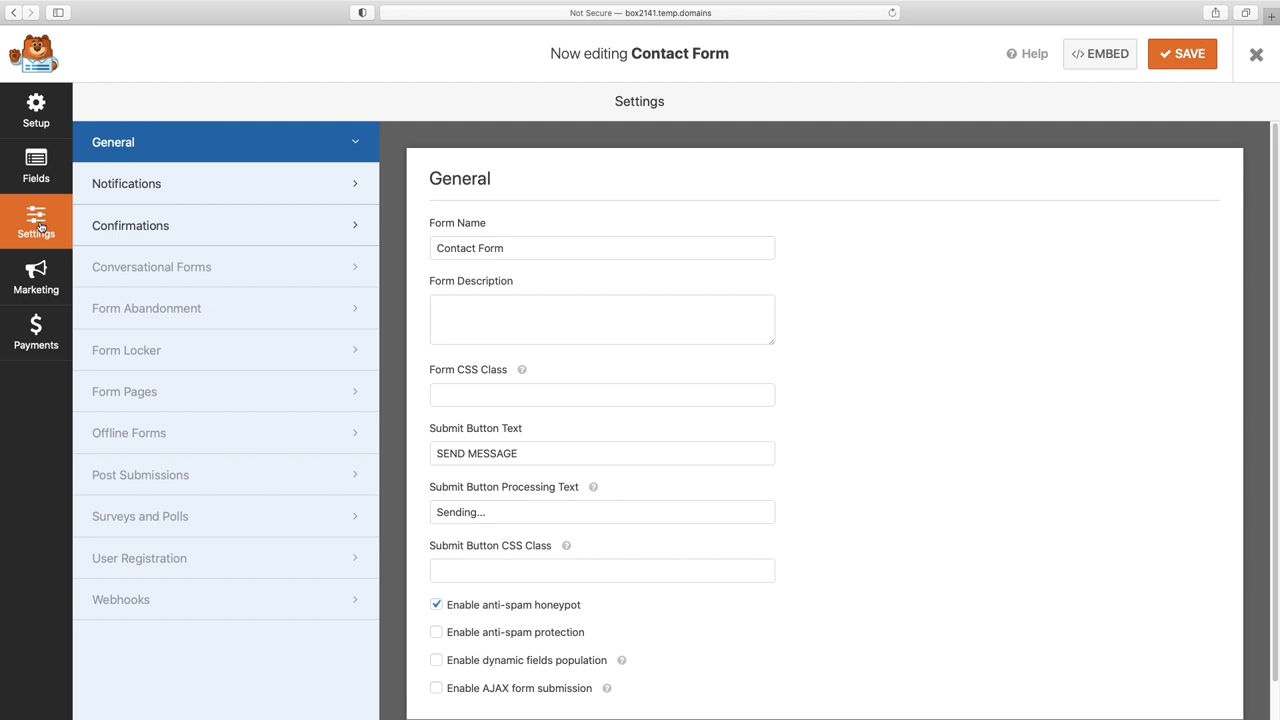 Not Secure — box2141.temp.domains
Now editing Contact Form
Help
</> EMBED
SAVE
Setup
Fields
Settings
Marketing
Payments
Settings
General
Notifications
Confirmations
Conversational Forms
Form Abandonment
Form Locker
Form Pages
Offline Forms
Post Submissions
Surveys and Polls
User Registration
Webhooks
General
Form Name
Contact Form
Form Description
Form CSS Class
Submit Button Text
SEND MESSAGE
Submit Button Processing Text
Sending...
Submit Button CSS Class
Enable anti-spam honeypot
Enable anti-spam protection
Enable dynamic fields population
Enable AJAX form submission